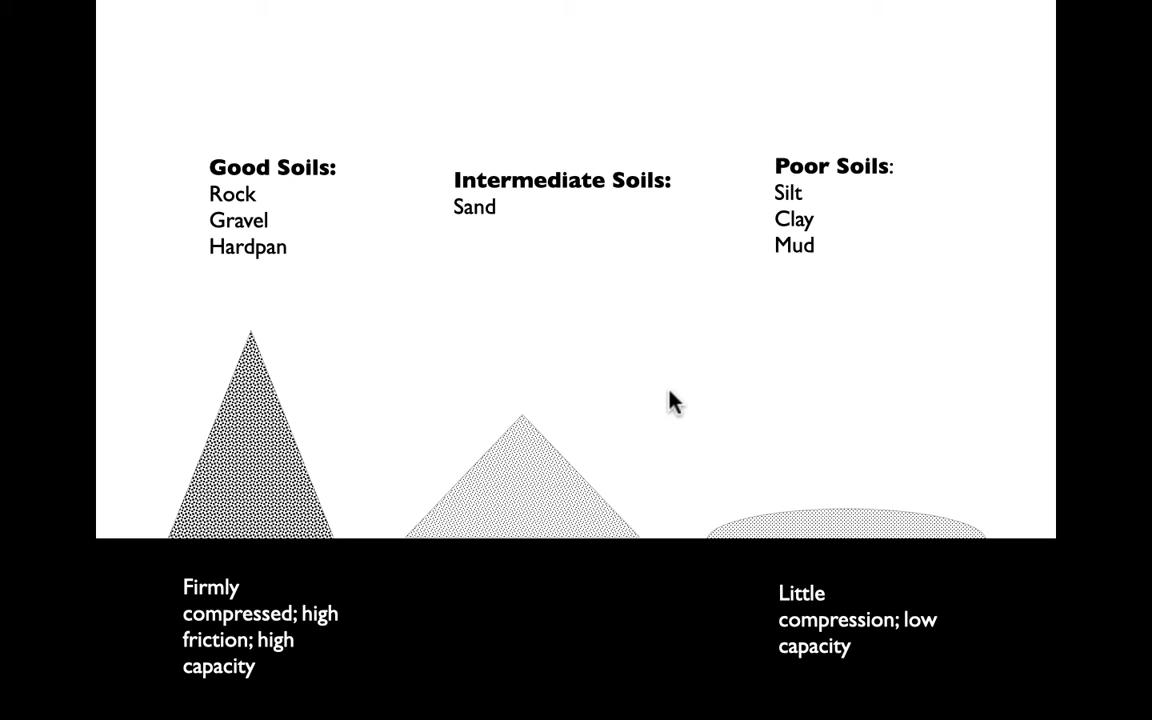 Good Soils:
Rock
Gravel
Hardpan
Intermediate Soils:
Sand
Poor Soils:
Silt
Clay
Mud
Firmly
compressed; high
friction; high
capacity
Little
compression; low
capacity